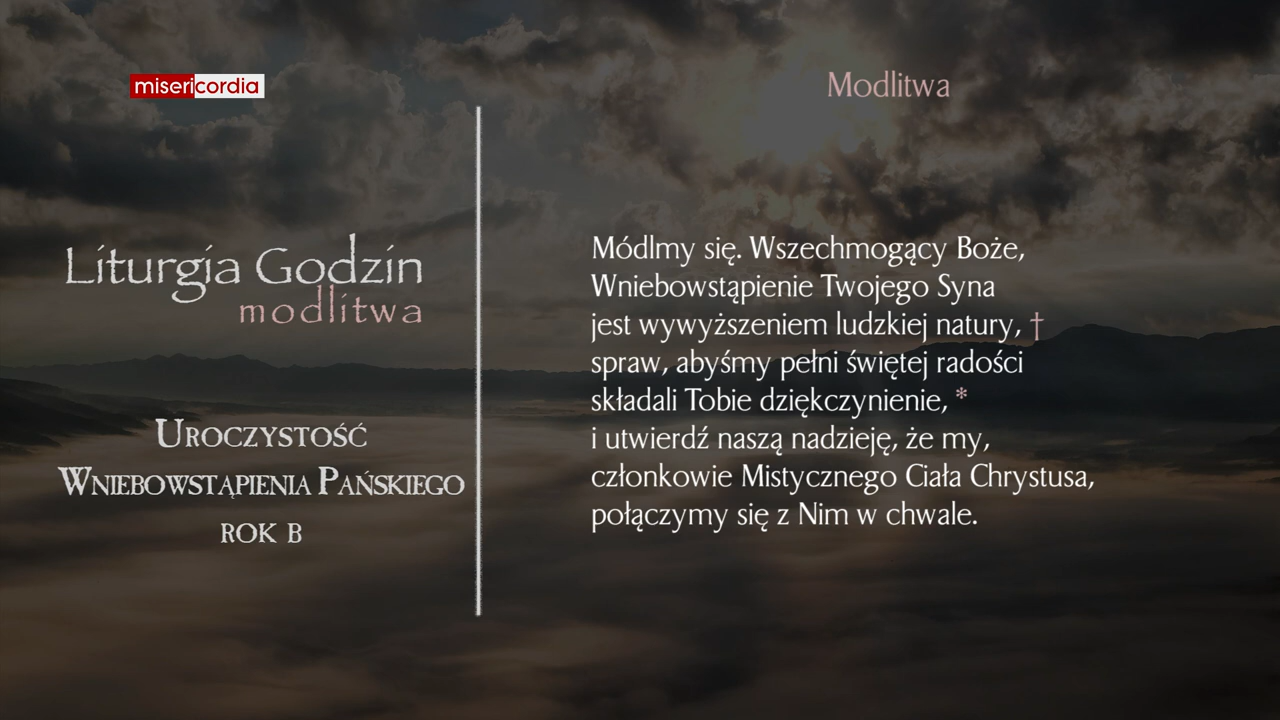 misericordia
Liturgia Godzin
modlitwa
Uroczystość
Wniebowstąpienia Pańskiego
rok B
Modlitwa
Módlmy się. Wszechmogący Boże,
Wniebowstąpienie Twojego Syna
jest wywyższeniem ludzkiej natury, †
spraw, abyśmy pełni świętej radości
składali Tobie dziękczynienie, *
i utwierdź naszą nadzieję, że my,
członkowie Mistycznego Ciała Chrystusa,
połączymy się z Nim w chwale.